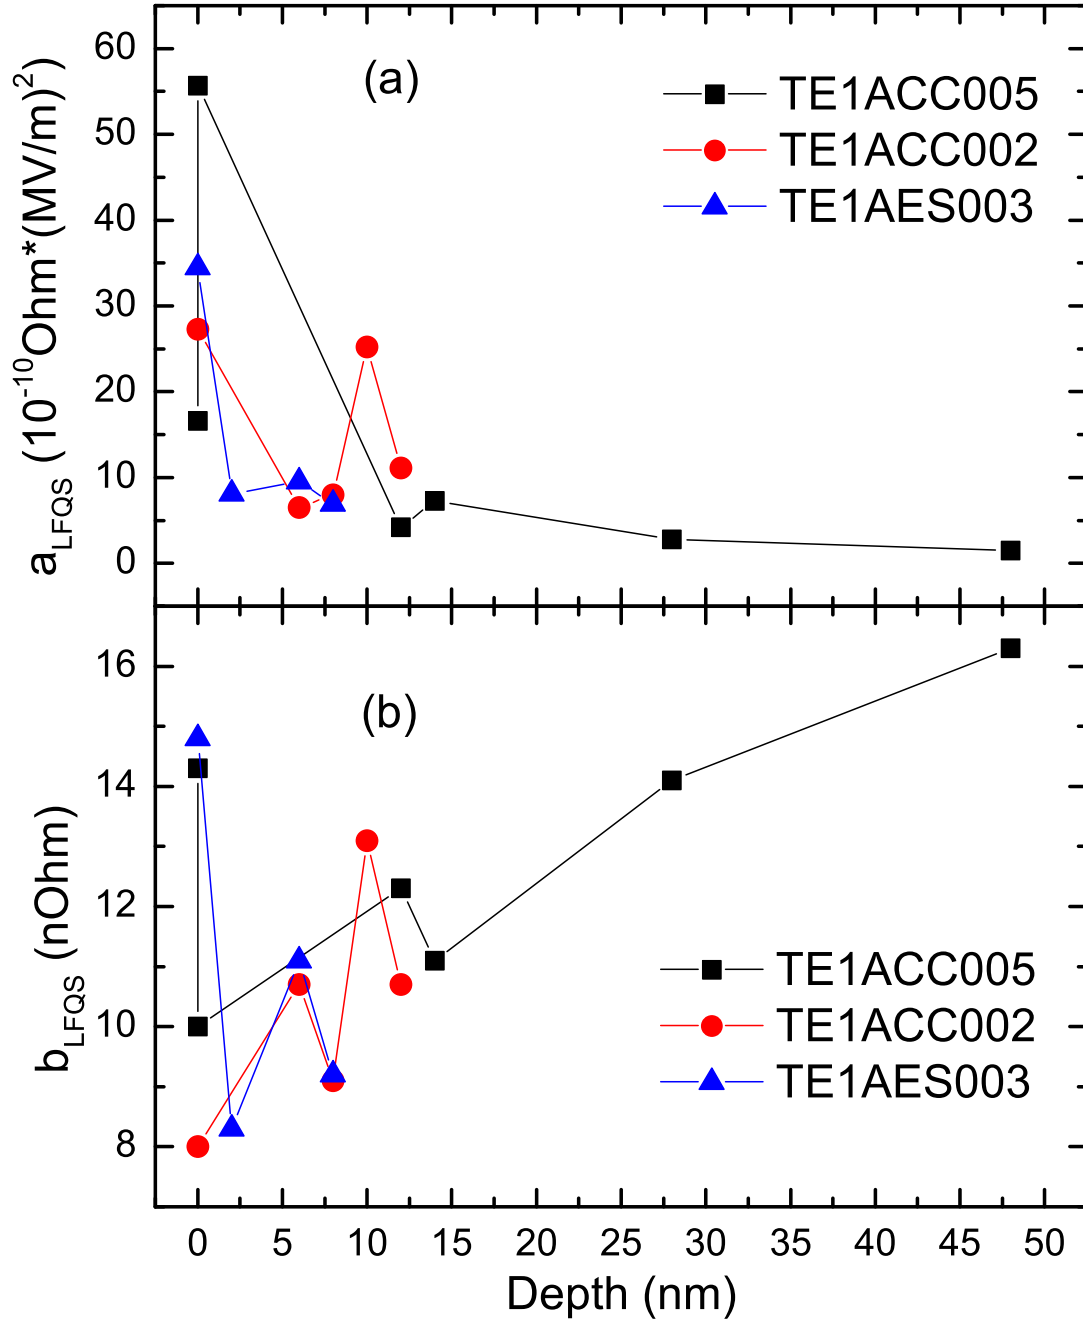 (a)
TE1ACC005
TE1ACC002
TE1AES003
60
50
40
30
20
10
0
a_LFQS (10^-10 Ohm*(MV/m)^2
(b)
16
14
12
10
8
b_LFQS (nOhm)
TE1ACC005
TE1ACC002
TE1AES003
0 5 10 15 20 25 30 35 40 45 50
Depth (nm)